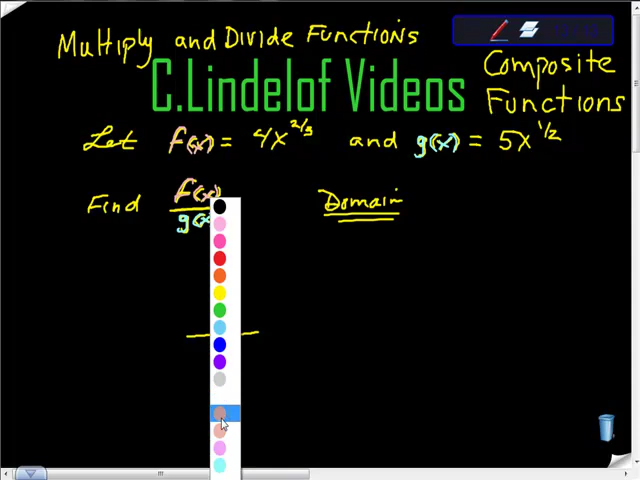 Multiply and Divide Functions
C.Lindelof Videos
Composite
Functions
Let f(x) = 4x^2/3 and g(x) = 5x^1/2
Find f(x)
g(x
Domain